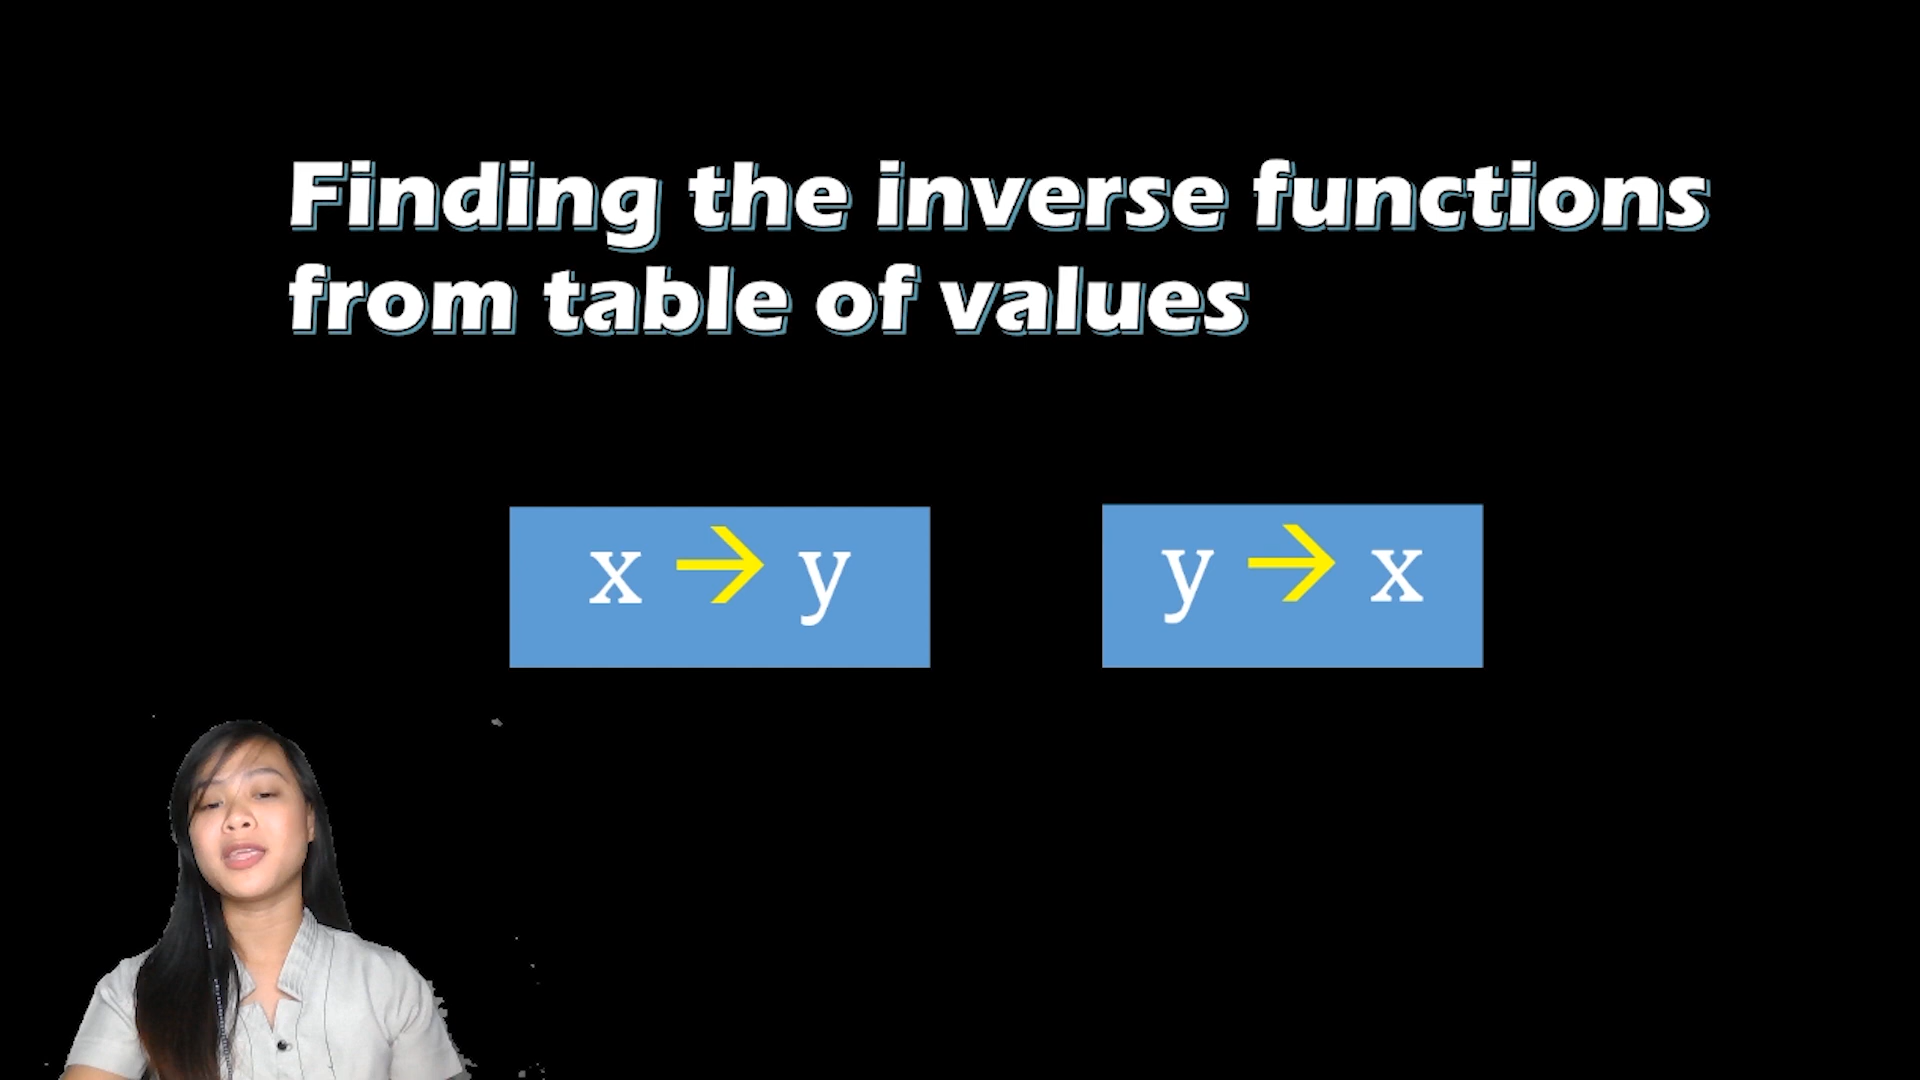 Finding the inverse functions
from table of values
x → y
y → x